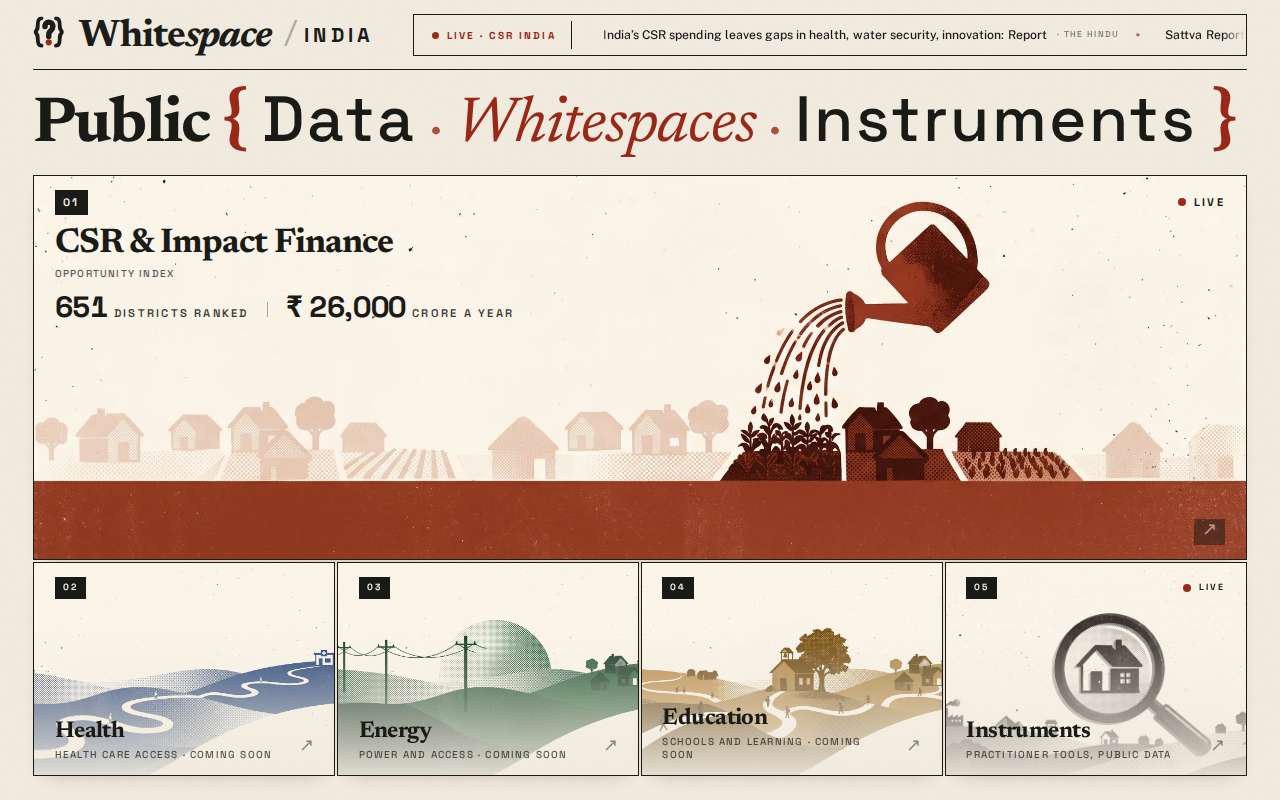 {?} Whitespace / INDIA
LIVE · CSR INDIA
India's CSR spending leaves gaps in health, water security, innovation: Report · THE HINDU • Sattva Report
Public { Data · Whitespaces · Instruments }
01
LIVE
CSR & Impact Finance
OPPORTUNITY INDEX
651 DISTRICTS RANKED | ₹ 26,000 CRORE A YEAR
↗
02
Health
HEALTH CARE ACCESS · COMING SOON
↗
03
Energy
POWER AND ACCESS · COMING SOON
↗
04
Education
SCHOOLS AND LEARNING · COMING
SOON
↗
05
LIVE
Instruments
PRACTITIONER TOOLS, PUBLIC DATA
↗